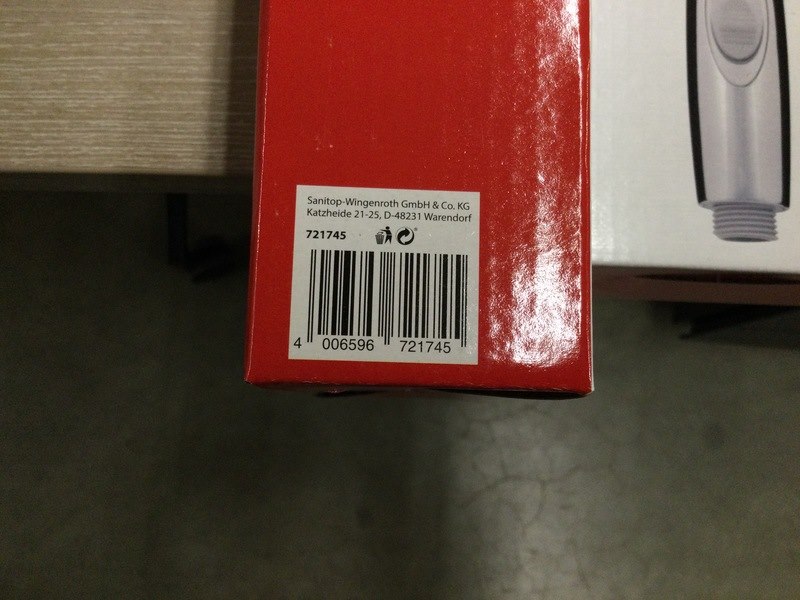 Sanitop-Wingenroth GmbH & Co. KG
Katzheide 21-25, D-48231 Warendorf
721745
4 006596 721745